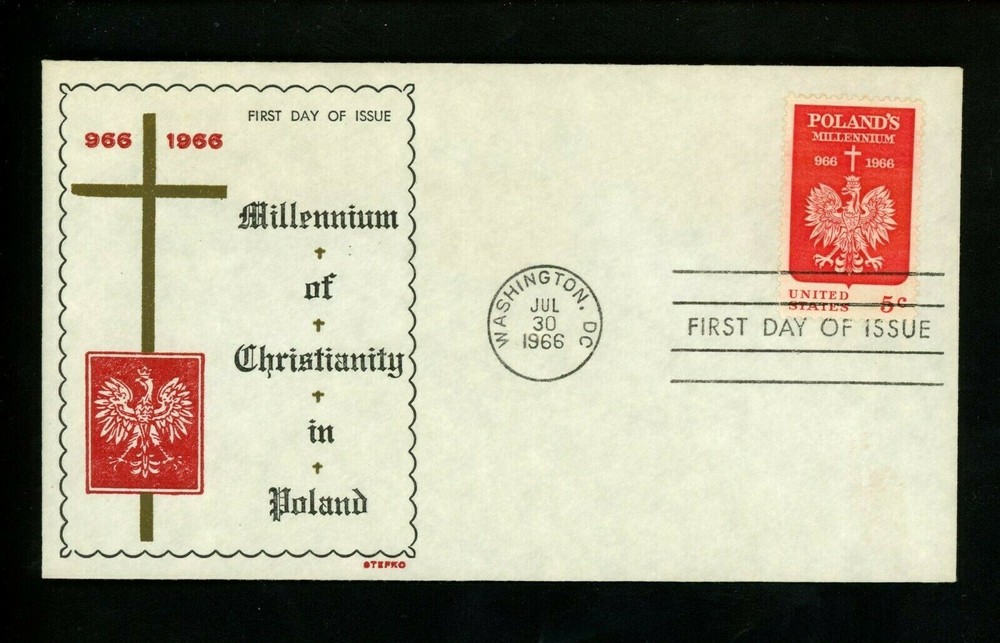 FIRST DAY OF ISSUE
966 1966
Millennium
of
Christianity
in
Poland
STEFKO
WASHINGTON, DC
JUL
30
1966
POLAND'S
MILLENNIUM
966 1966
UNITED
STATES 5c
FIRST DAY OF ISSUE